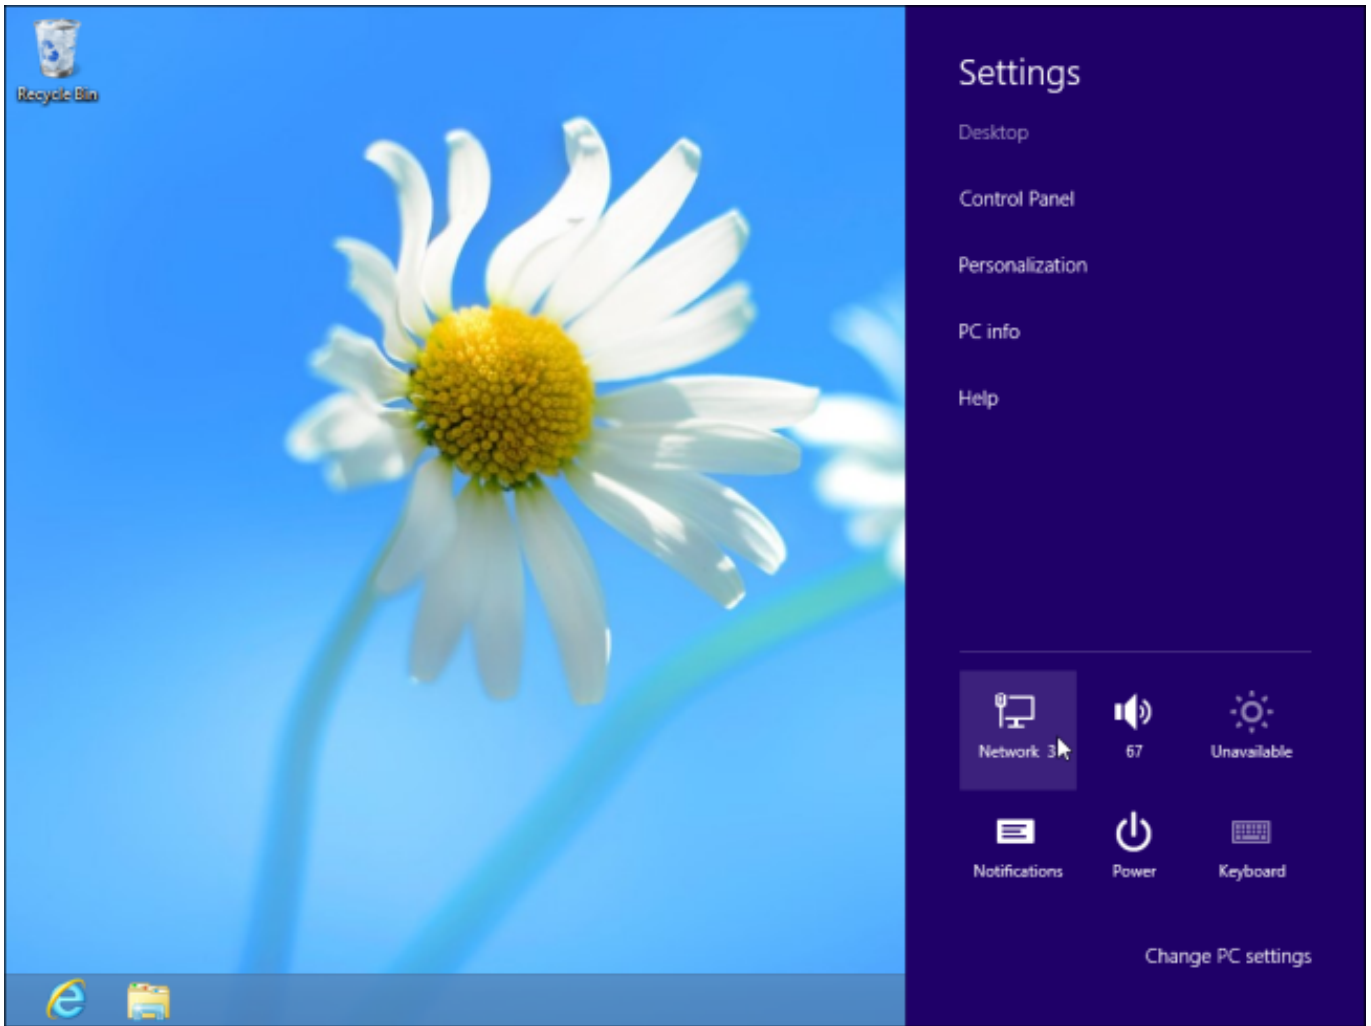 Recycle Bin
Settings
Desktop
Control Panel
Personalization
PC info
Help
Network 3
67
Unavailable
Notifications
Power
Keyboard
Change PC settings